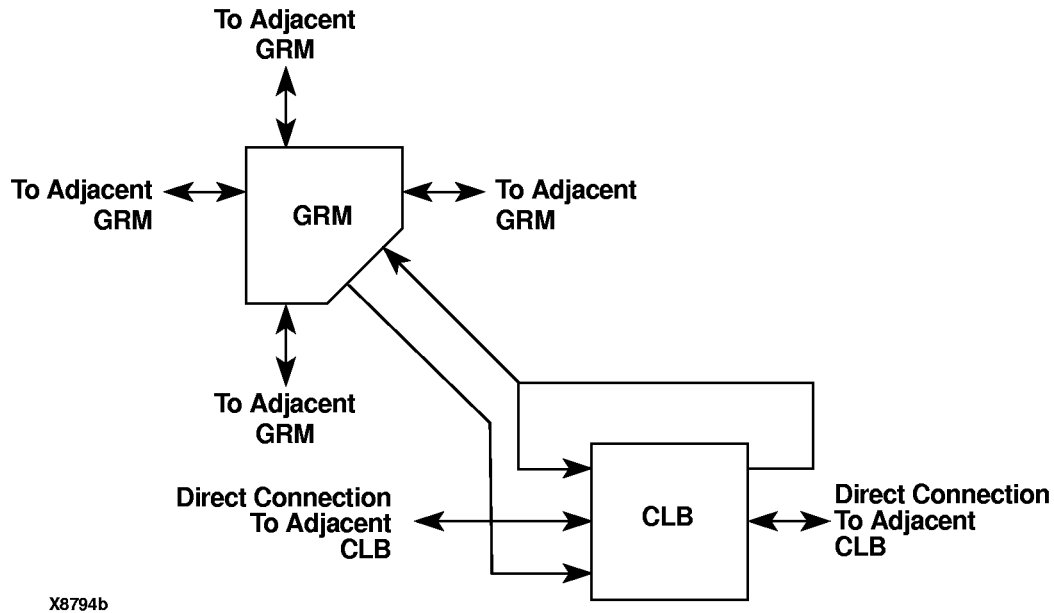 To Adjacent
GRM
To Adjacent
GRM
GRM
To Adjacent
GRM
To Adjacent
GRM
Direct Connection
To Adjacent
CLB
CLB
Direct Connection
To Adjacent
CLB
X8794b